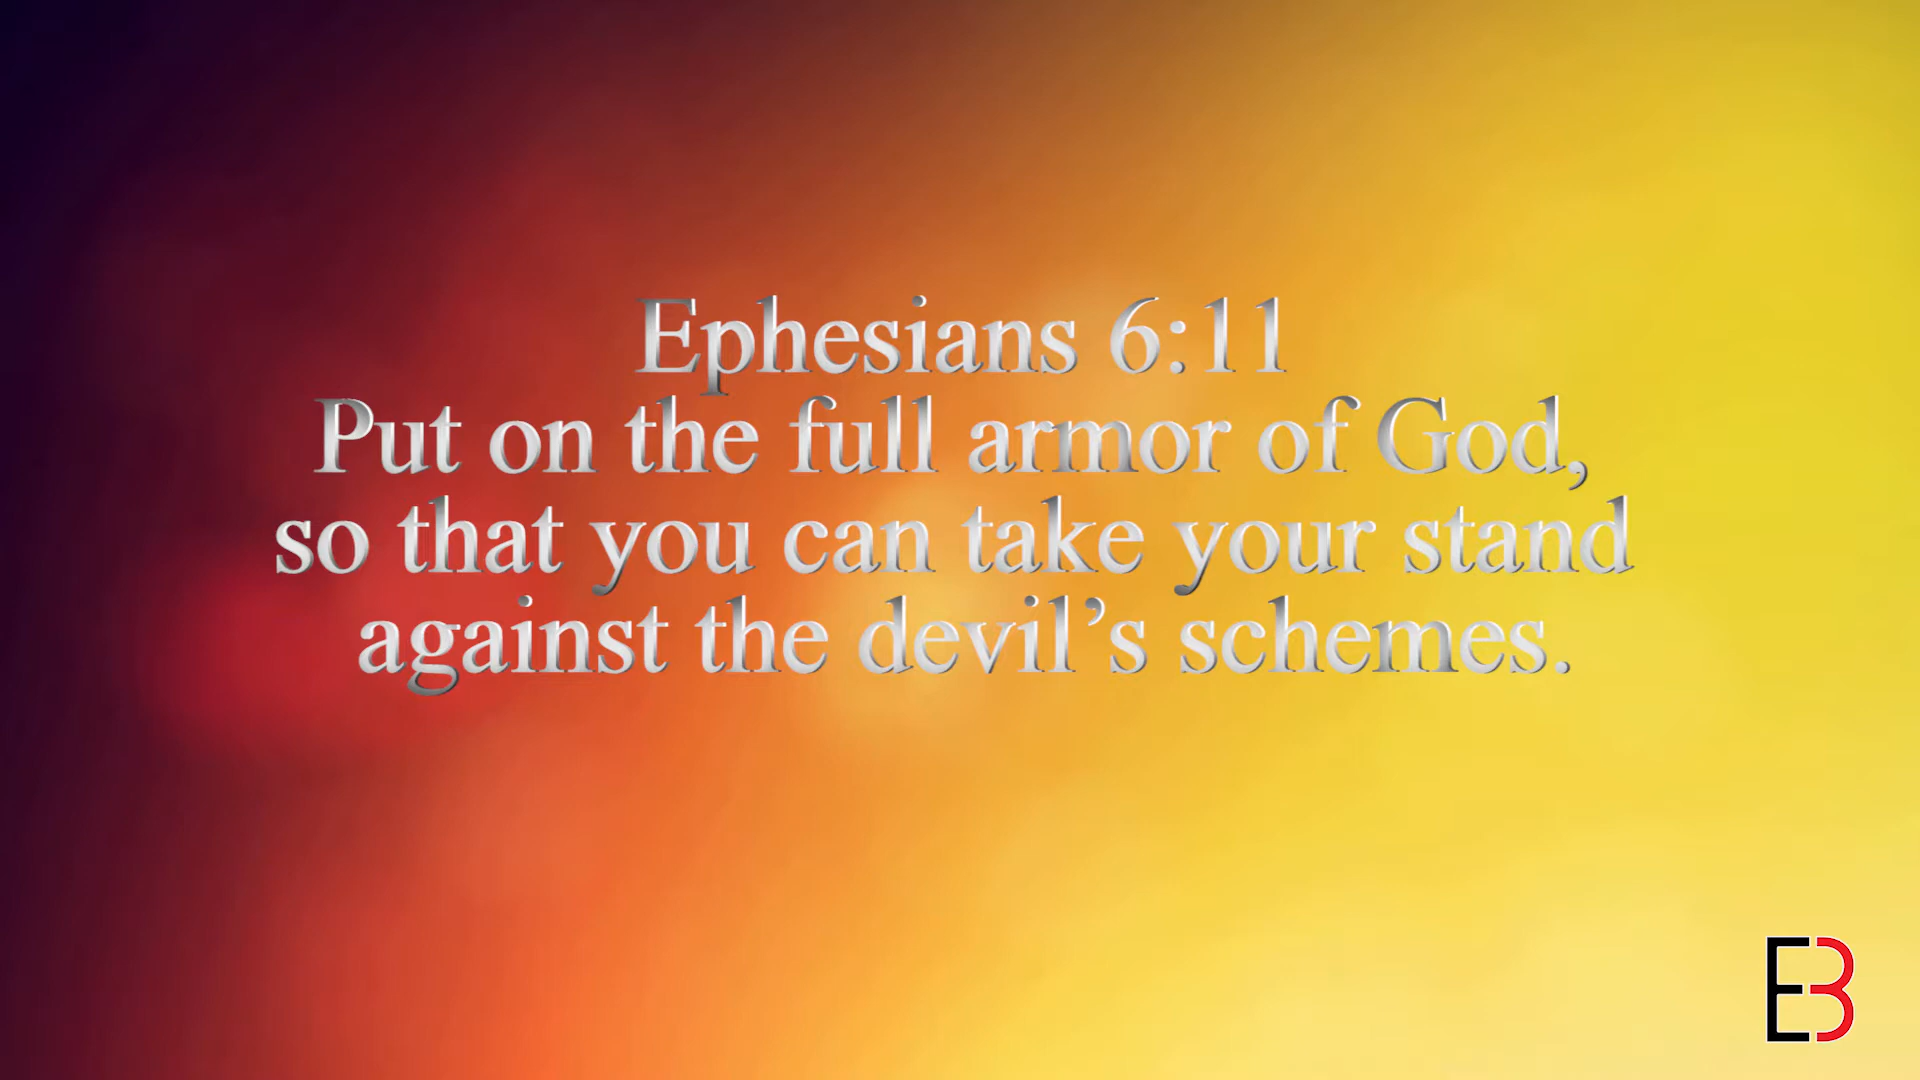 Ephesians 6:11
Put on the full armor of God,
so that you can take your stand
against the devil’s schemes.
EB